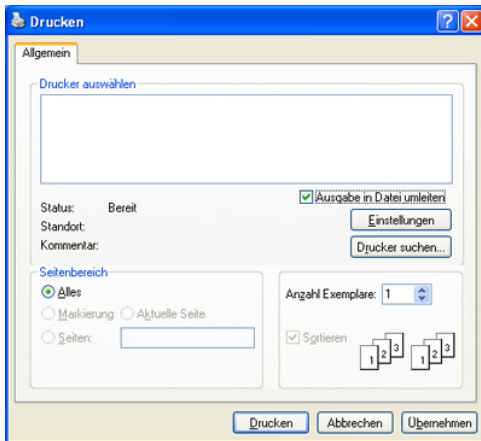 Drucken
Allgemein
Drucker auswählen
Ausgabe in Datei umleiten
Status: Bereit
Einstellungen
Standort:
Kommentar:
Drucker suchen...
Seitenbereich
Alles
Markierung Aktuelle Seite
Seiten:
Anzahl Exemplare: 1
Sortieren
1 2 3 1 2 3
Drucken Abbrechen Übernehmen